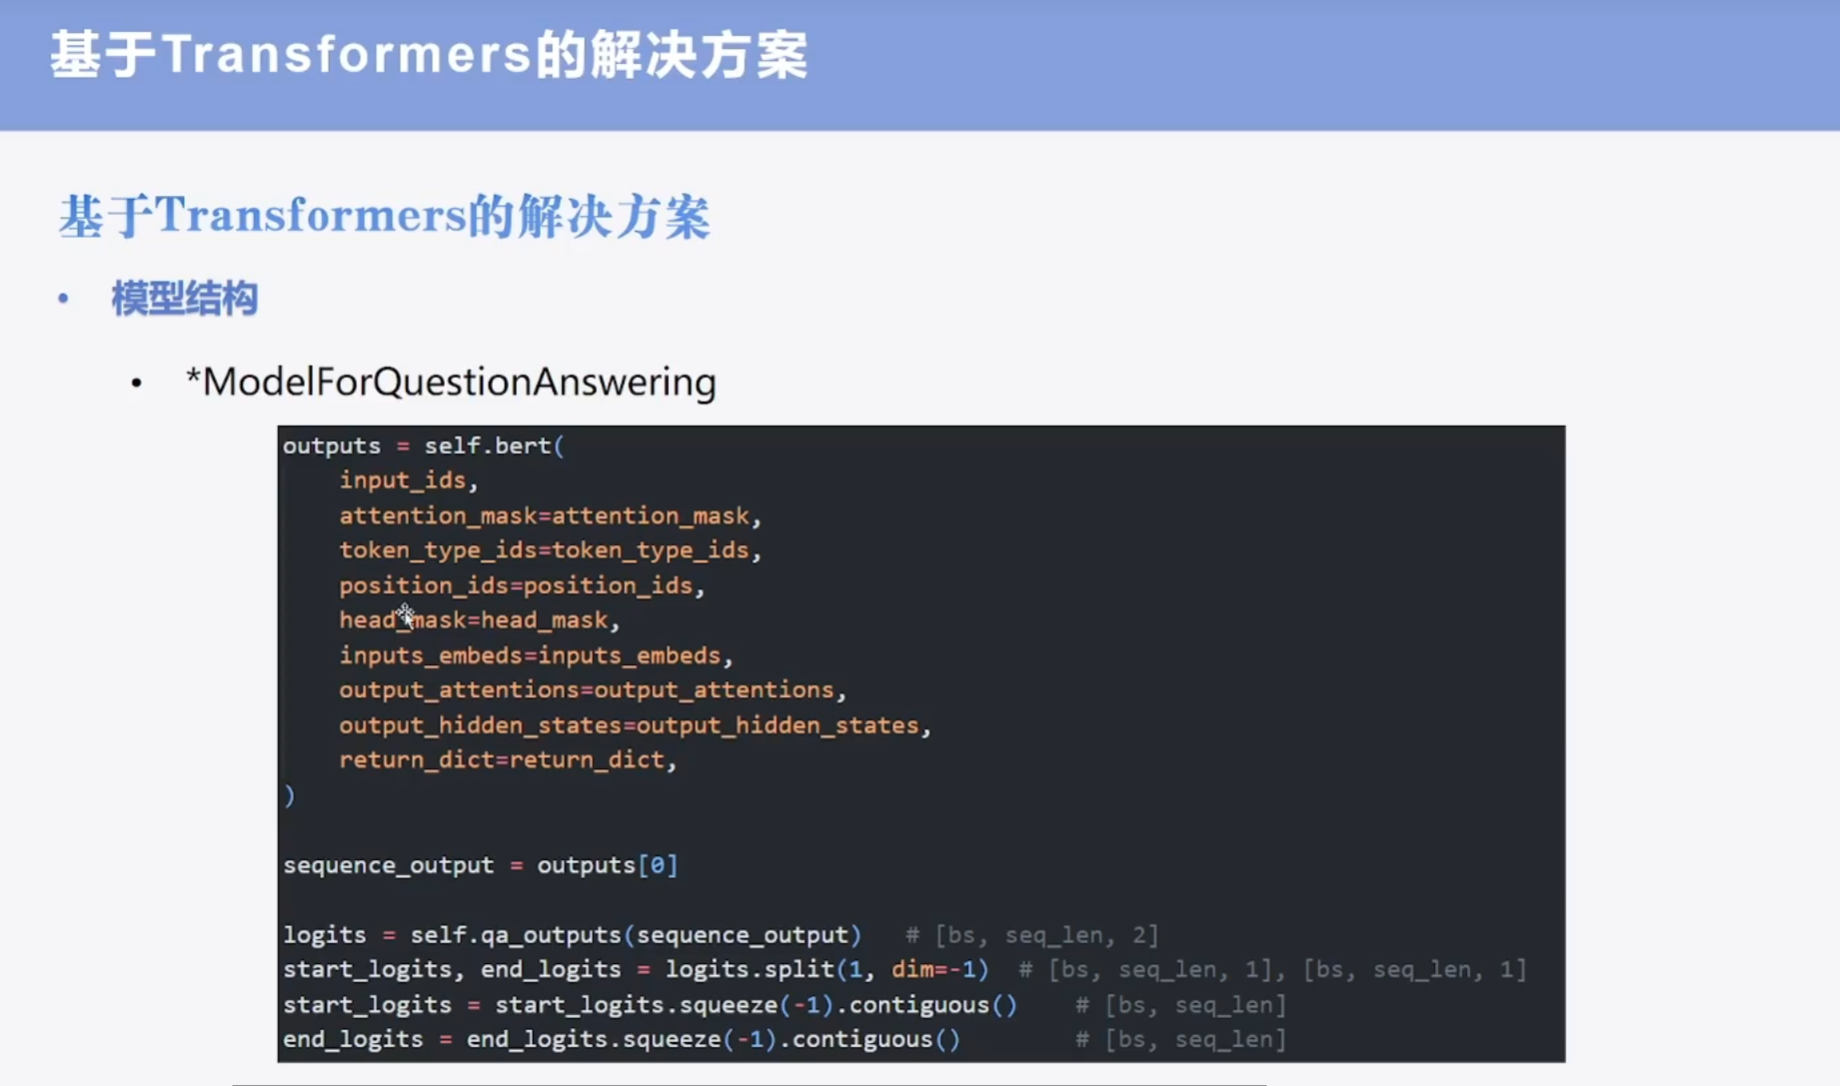 基于Transformers的解决方案
基于Transformers的解决方案
• 模型结构
• *ModelForQuestionAnswering
outputs = self.bert(
    input_ids,
    attention_mask=attention_mask,
    token_type_ids=token_type_ids,
    position_ids=position_ids,
    head_mask=head_mask,
    inputs_embeds=inputs_embeds,
    output_attentions=output_attentions,
    output_hidden_states=output_hidden_states,
    return_dict=return_dict,
)
sequence_output = outputs[0]
logits = self.qa_outputs(sequence_output)   # [bs, seq_len, 2]
start_logits, end_logits = logits.split(1, dim=-1)  # [bs, seq_len, 1], [bs, seq_len, 1]
start_logits = start_logits.squeeze(-1).contiguous()    # [bs, seq_len]
end_logits = end_logits.squeeze(-1).contiguous()        # [bs, seq_len]